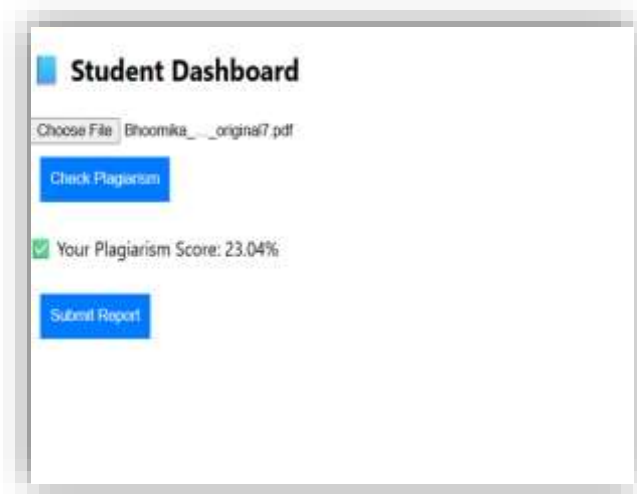 Student Dashboard
Choose File Bhoomika_..._original7.pdf
Check Plagiarism
Your Plagiarism Score: 23.04%
Submit Report